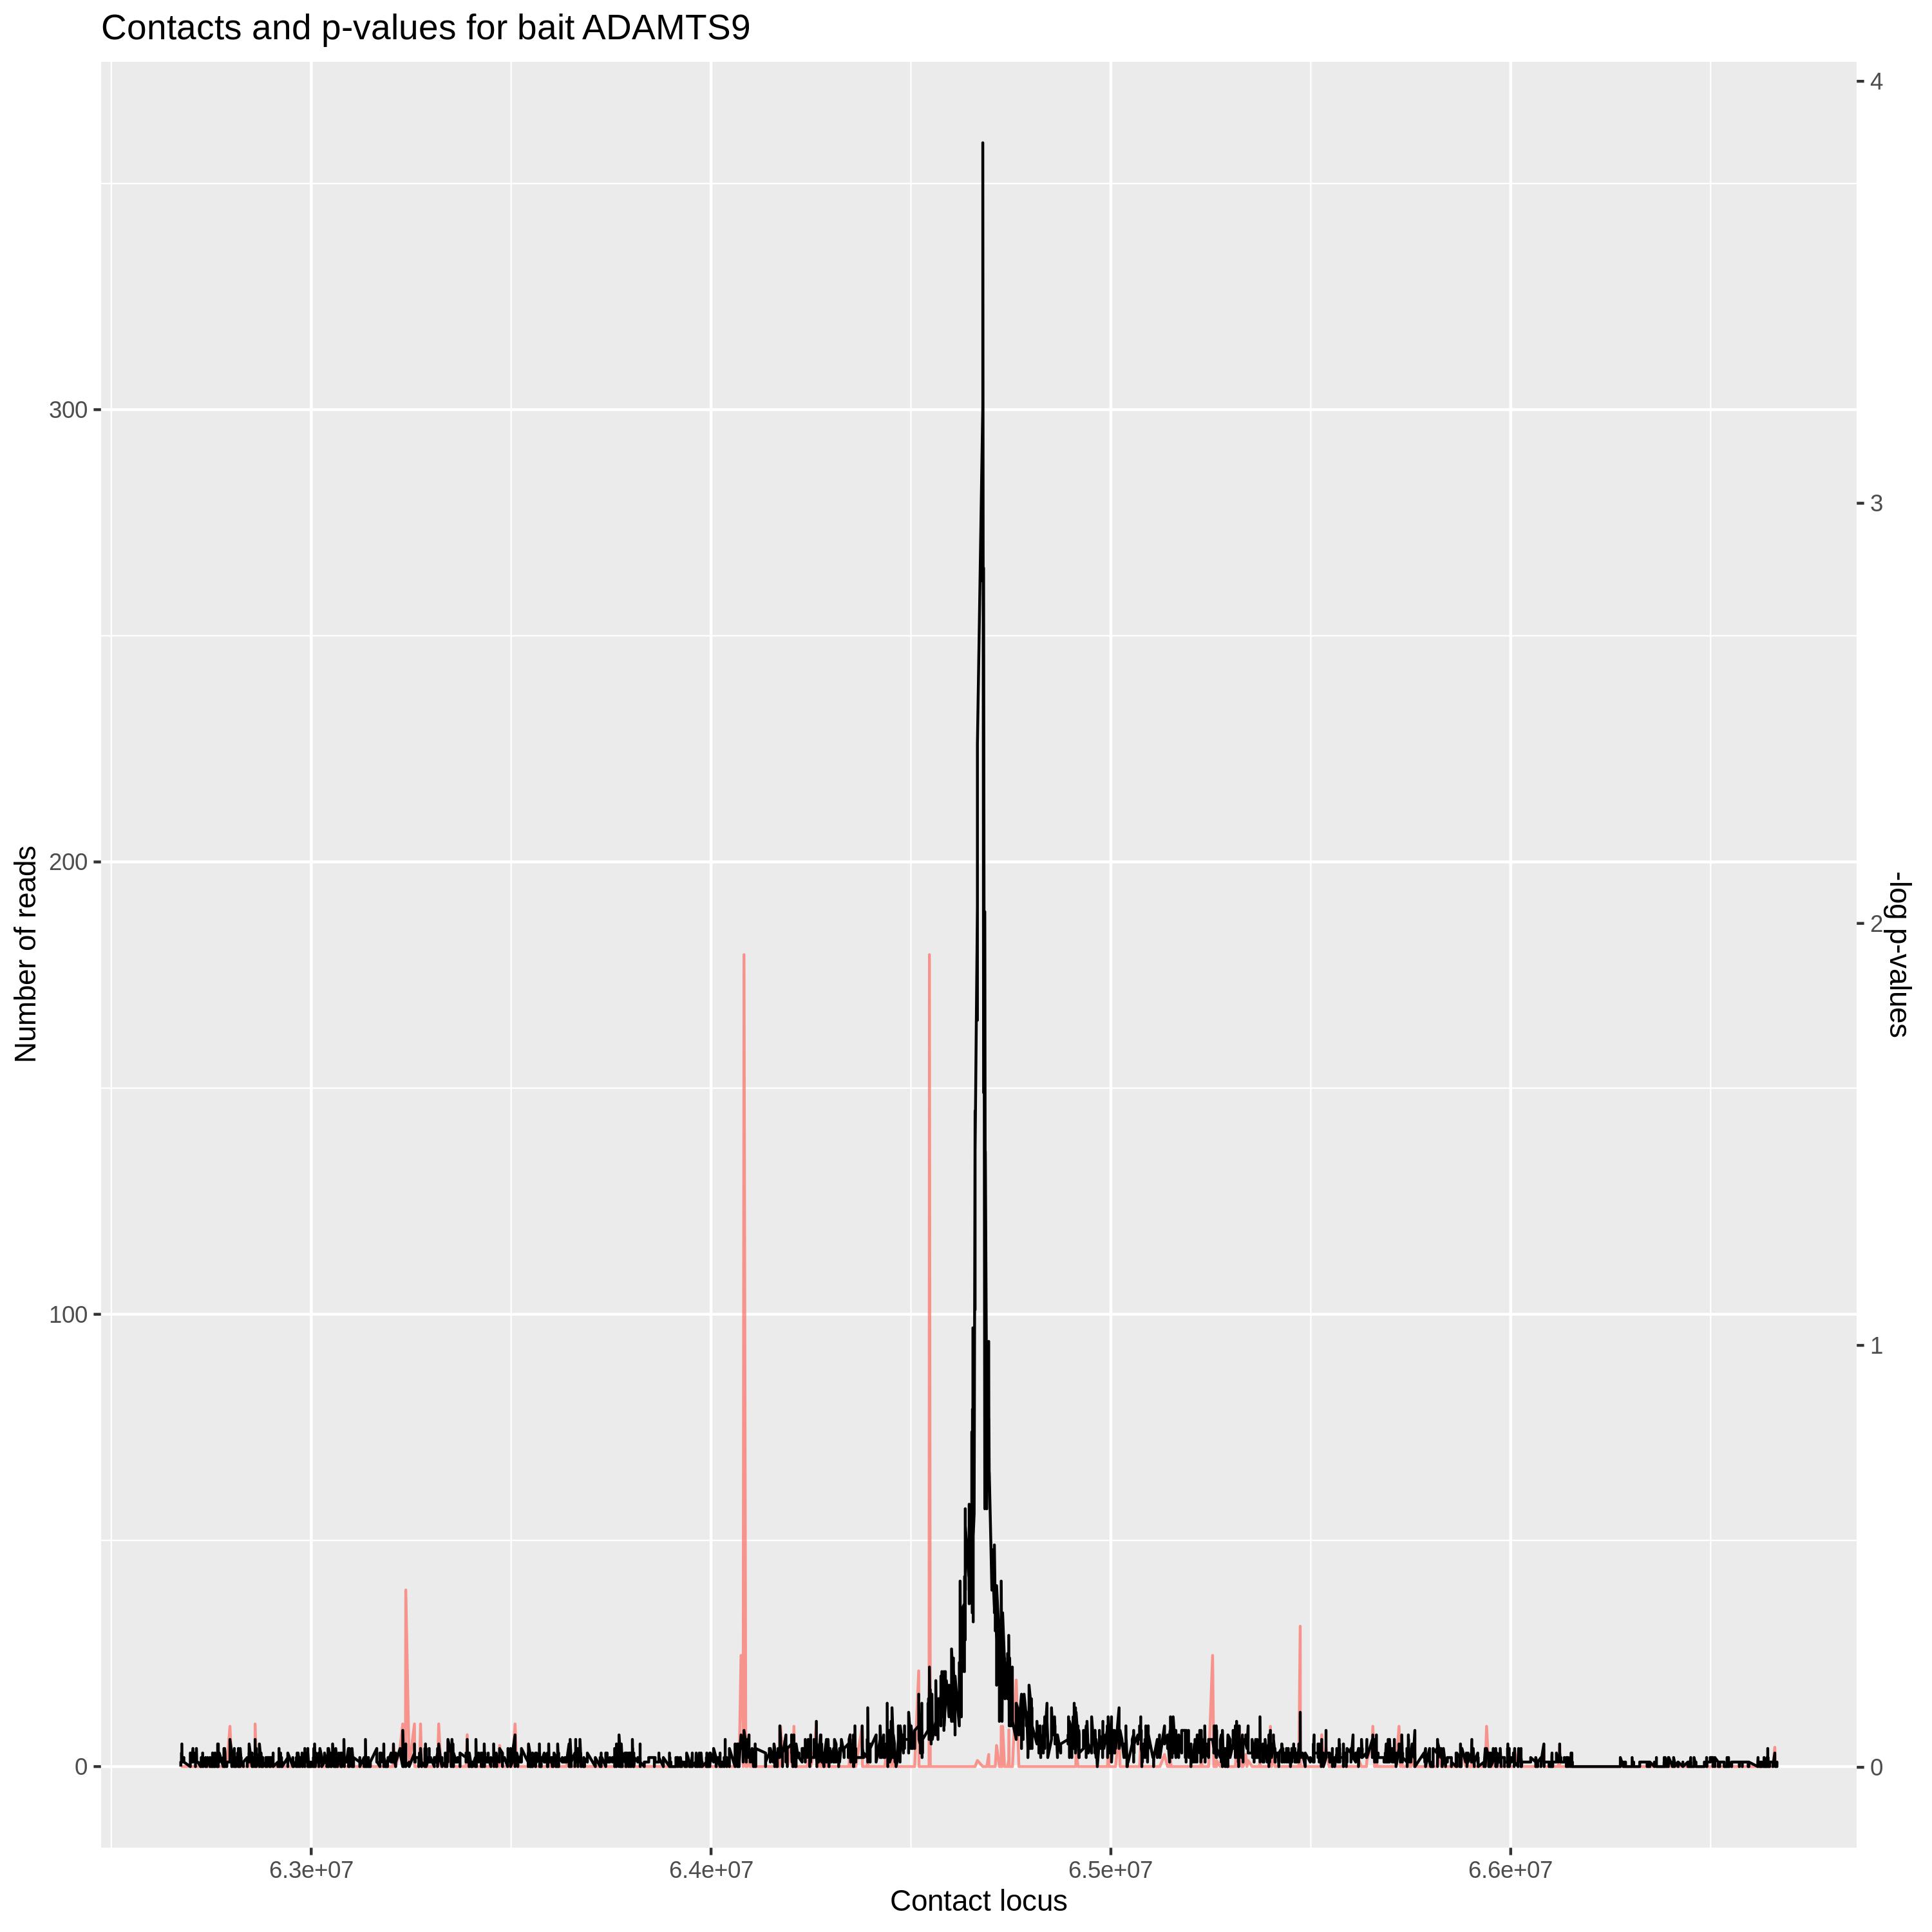 Contacts and p-values for bait ADAMTS9
Number of reads
300
200
100
0
4
3
2
1
0
-log p-values
6.3e+07
6.4e+07
6.5e+07
6.6e+07
Contact locus